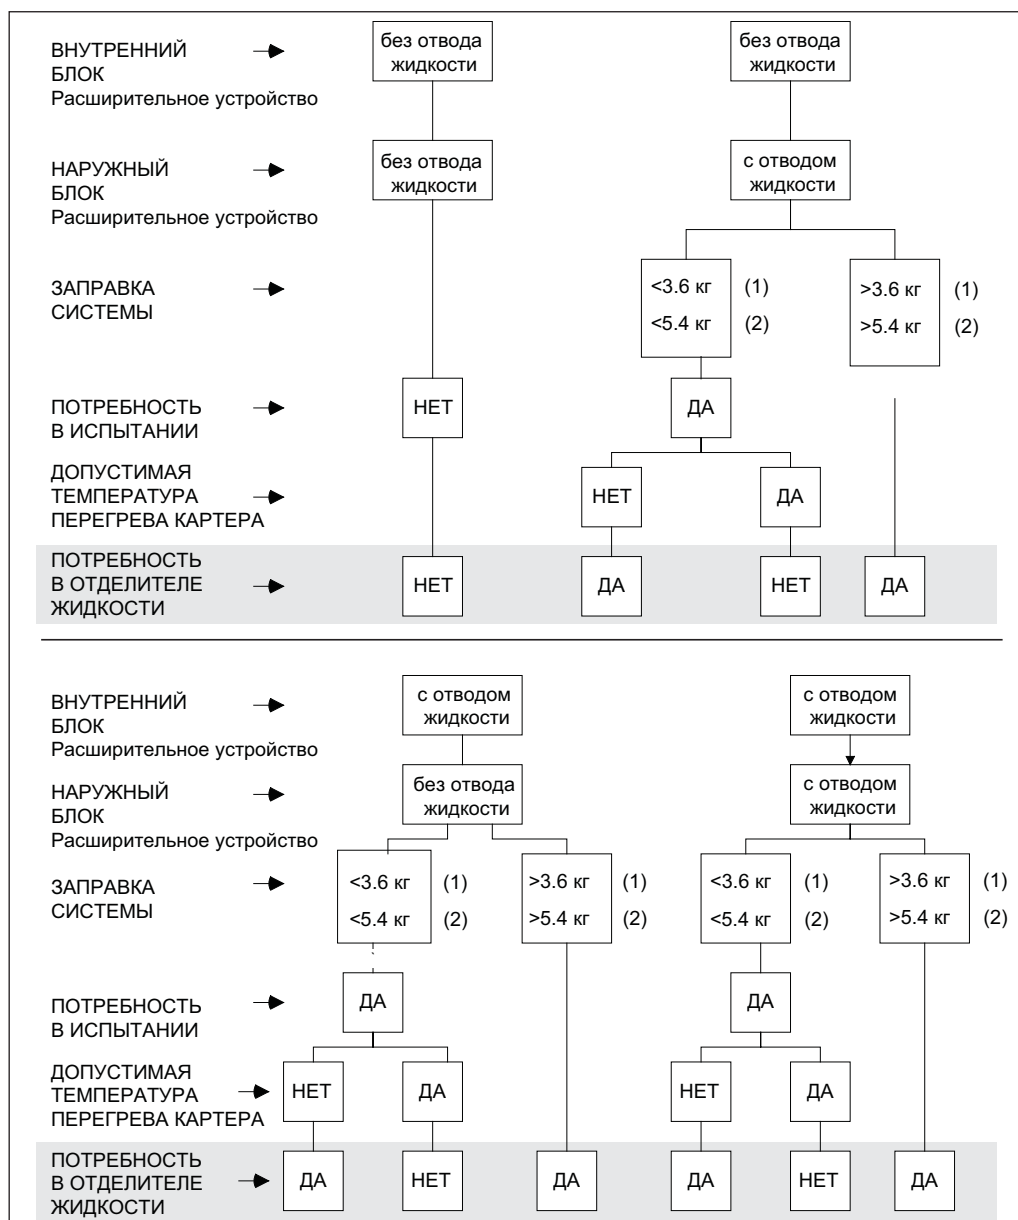 ВНУТРЕННИЙ
БЛОК
Расширительное устройство
без отвода
жидкости
без отвода
жидкости
НАРУЖНЫЙ
БЛОК
Расширительное устройство
без отвода
жидкости
с отводом
жидкости
ЗАПРАВКА
СИСТЕМЫ
<3.6 кг (1)
<5.4 кг (2)
>3.6 кг (1)
>5.4 кг (2)
ПОТРЕБНОСТЬ
В ИСПЫТАНИИ
НЕТ
ДА
ДОПУСТИМАЯ
ТЕМПЕРАТУРА
ПЕРЕГРЕВА КАРТЕРА
НЕТ
ДА
ПОТРЕБНОСТЬ
В ОТДЕЛИТЕЛЕ
ЖИДКОСТИ
НЕТ
ДА
НЕТ
ДА
ВНУТРЕННИЙ
БЛОК
Расширительное устройство
с отводом
жидкости
с отводом
жидкости
НАРУЖНЫЙ
БЛОК
Расширительное устройство
без отвода
жидкости
с отводом
жидкости
ЗАПРАВКА
СИСТЕМЫ
<3.6 кг (1)
<5.4 кг (2)
>3.6 кг (1)
>5.4 кг (2)
<3.6 кг (1)
<5.4 кг (2)
>3.6 кг (1)
>5.4 кг (2)
ПОТРЕБНОСТЬ
В ИСПЫТАНИИ
ДА
ДА
ДОПУСТИМАЯ
ТЕМПЕРАТУРА
ПЕРЕГРЕВА КАРТЕРА
НЕТ
ДА
НЕТ
ДА
ПОТРЕБНОСТЬ
В ОТДЕЛИТЕЛЕ
ЖИДКОСТИ
ДА
НЕТ
ДА
ДА
НЕТ
ДА